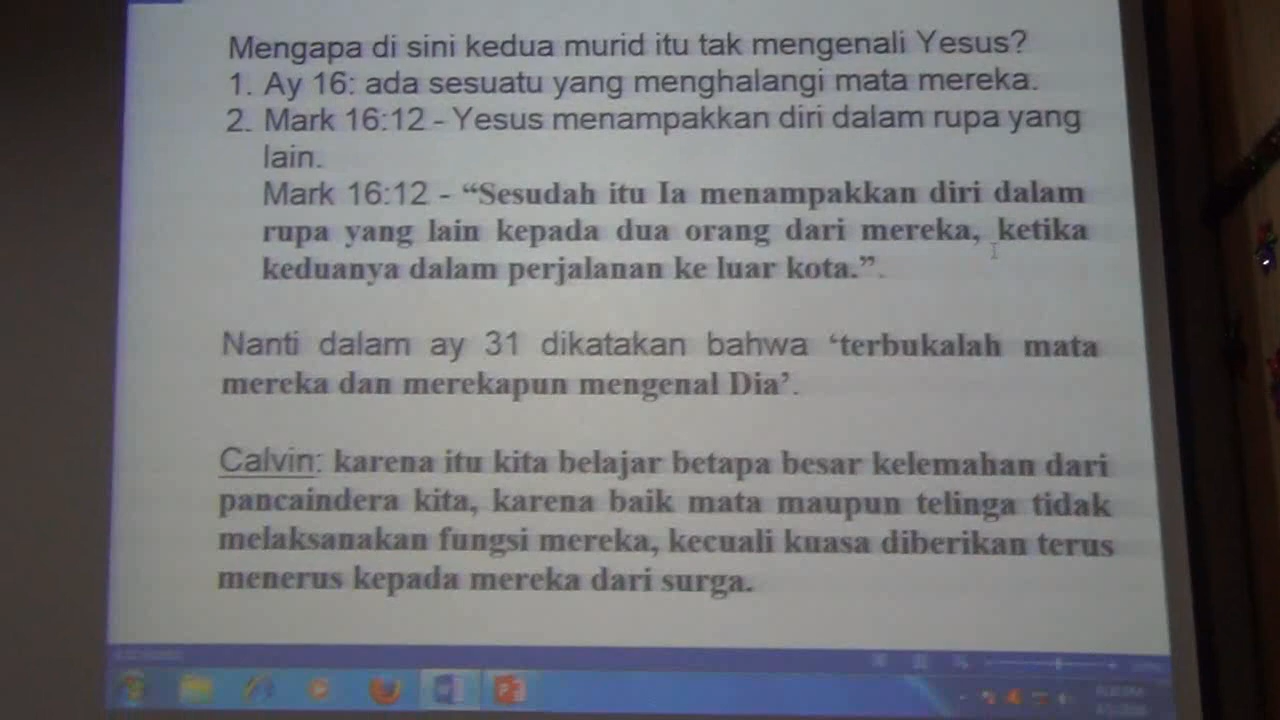 Mengapa di sini kedua murid itu tak mengenali Yesus?
1. Ay 16: ada sesuatu yang menghalangi mata mereka.
2. Mark 16:12 - Yesus menampakkan diri dalam rupa yang
lain.
Mark 16:12 - “Sesudah itu Ia menampakkan diri dalam
rupa yang lain kepada dua orang dari mereka, ketika
keduanya dalam perjalanan ke luar kota.”.
Nanti dalam ay 31 dikatakan bahwa ‘terbukalah mata
mereka dan merekapun mengenal Dia’.
Calvin: karena itu kita belajar betapa besar kelemahan dari
pancaindera kita, karena baik mata maupun telinga tidak
melaksanakan fungsi mereka, kecuali kuasa diberikan terus
menerus kepada mereka dari surga.